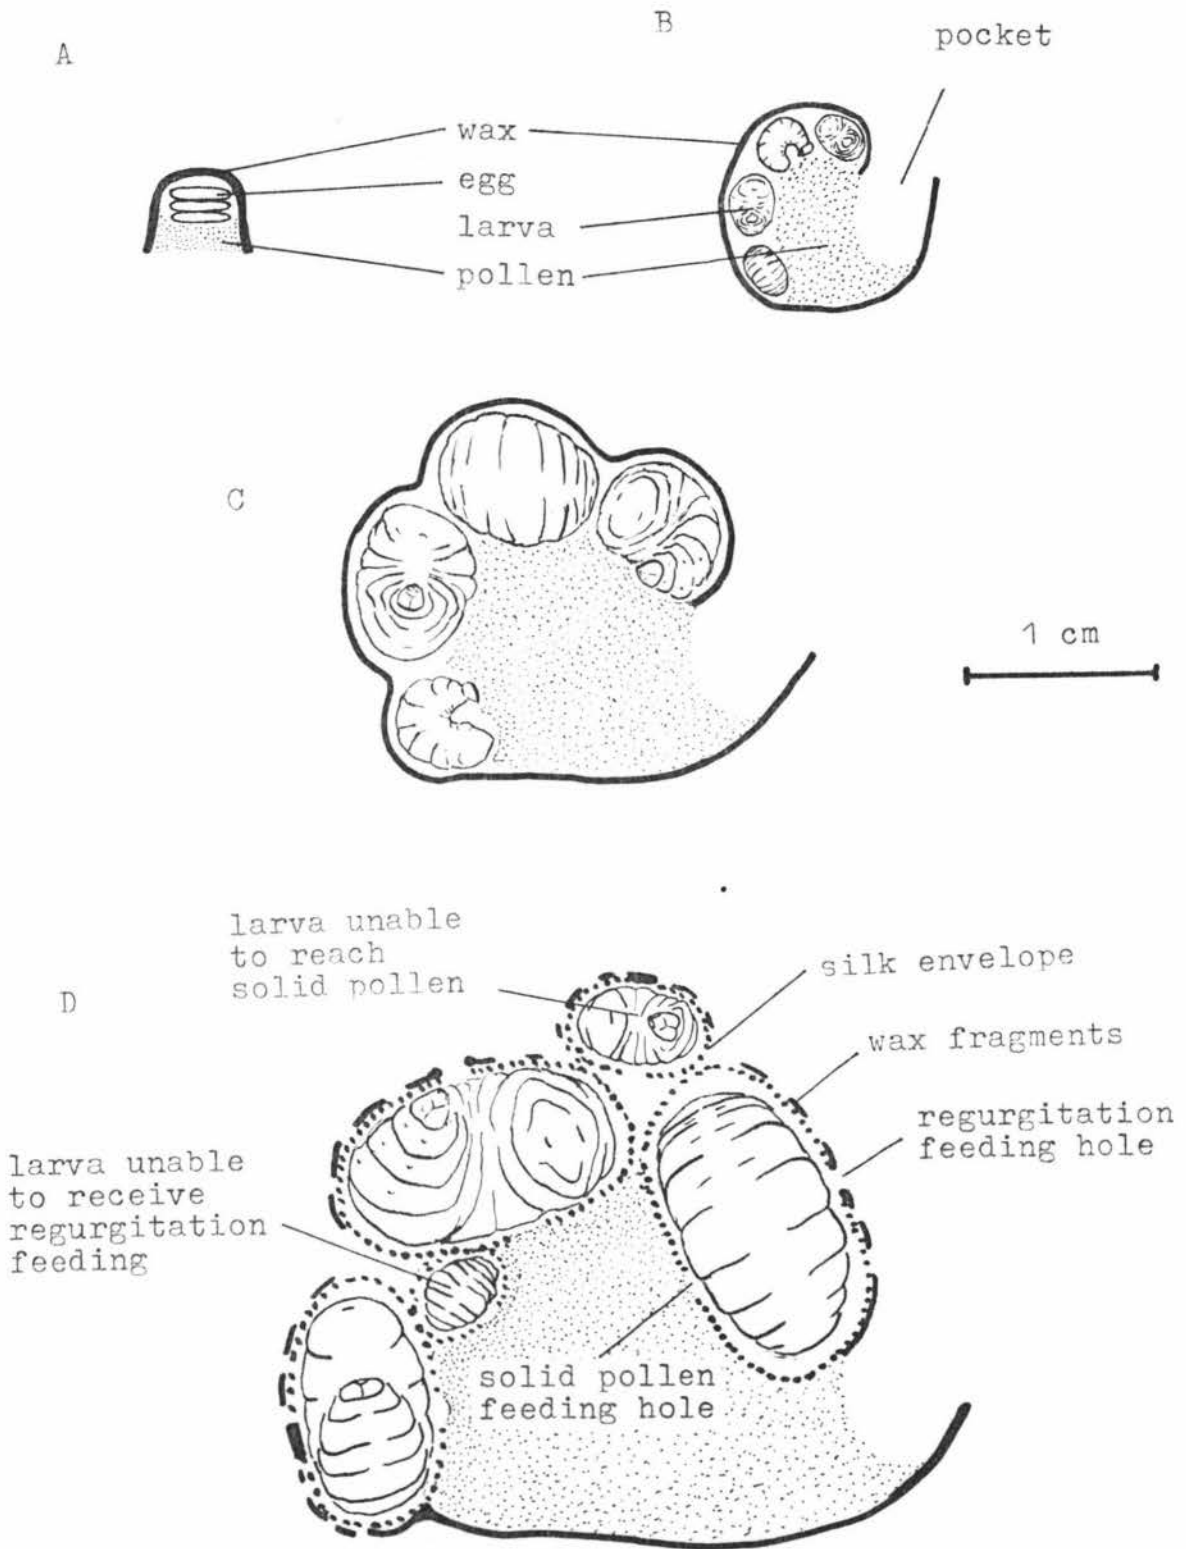 A
B
pocket
wax
egg
larva
pollen
C
1 cm
larva unable
to reach
solid pollen
D
silk envelope
wax fragments
regurgitation
feeding hole
larva unable
to receive
regurgitation
feeding
solid pollen
feeding hole